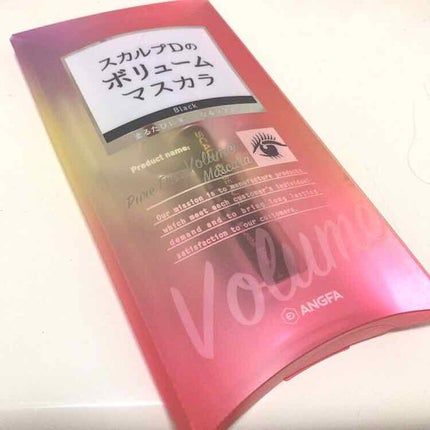 スカルプDの
ボリューム
マスカラ
Black
Product name:
Pure Free Volume
Mascara
Our mission is to manufacture products
which meet each customer's individual
demand and to bring long lasting
satisfaction to our customers.
Volume
ANGFA